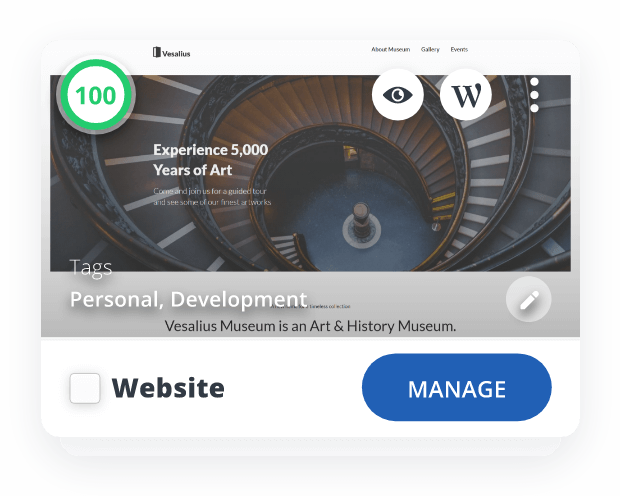 Vesalius
About Museum Gallery Events
100
W
Experience 5,000
Years of Art
Come and join us for a guided tour
and see some of our finest artworks
Tags
Personal, Development
timeless collection
Vesalius Museum is an Art & History Museum.
Website
MANAGE